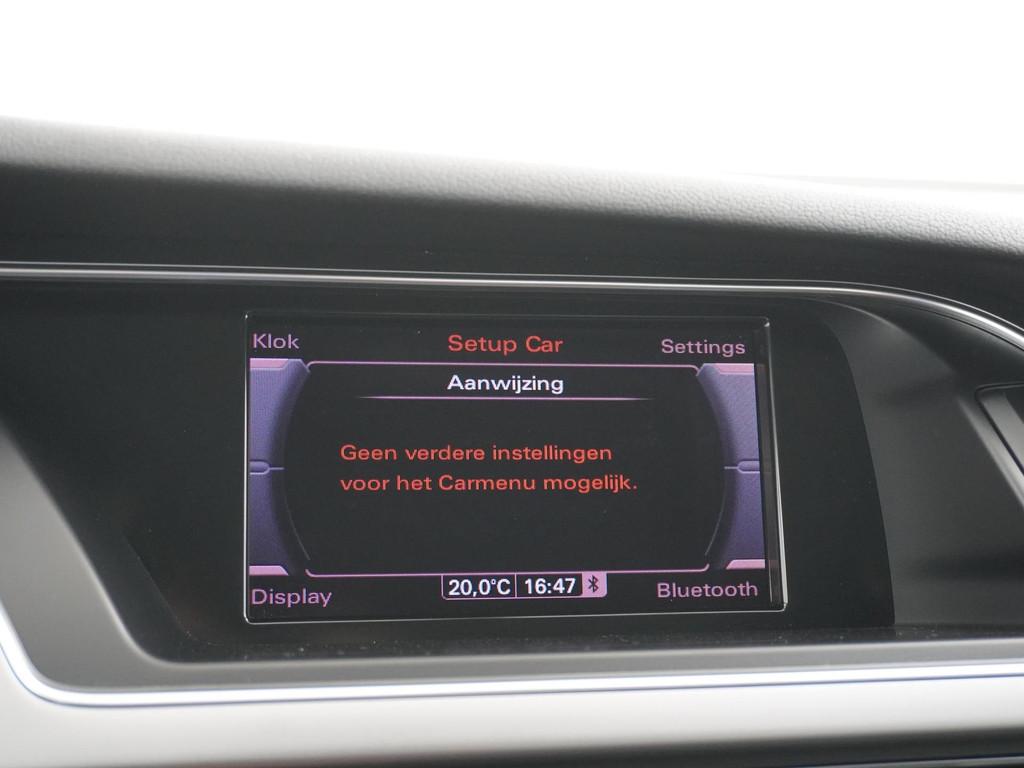 Klok
Setup Car
Settings
Aanwijzing
Geen verdere instellingen
voor het Carmenu mogelijk.
Display
20,0°C 16:47
Bluetooth